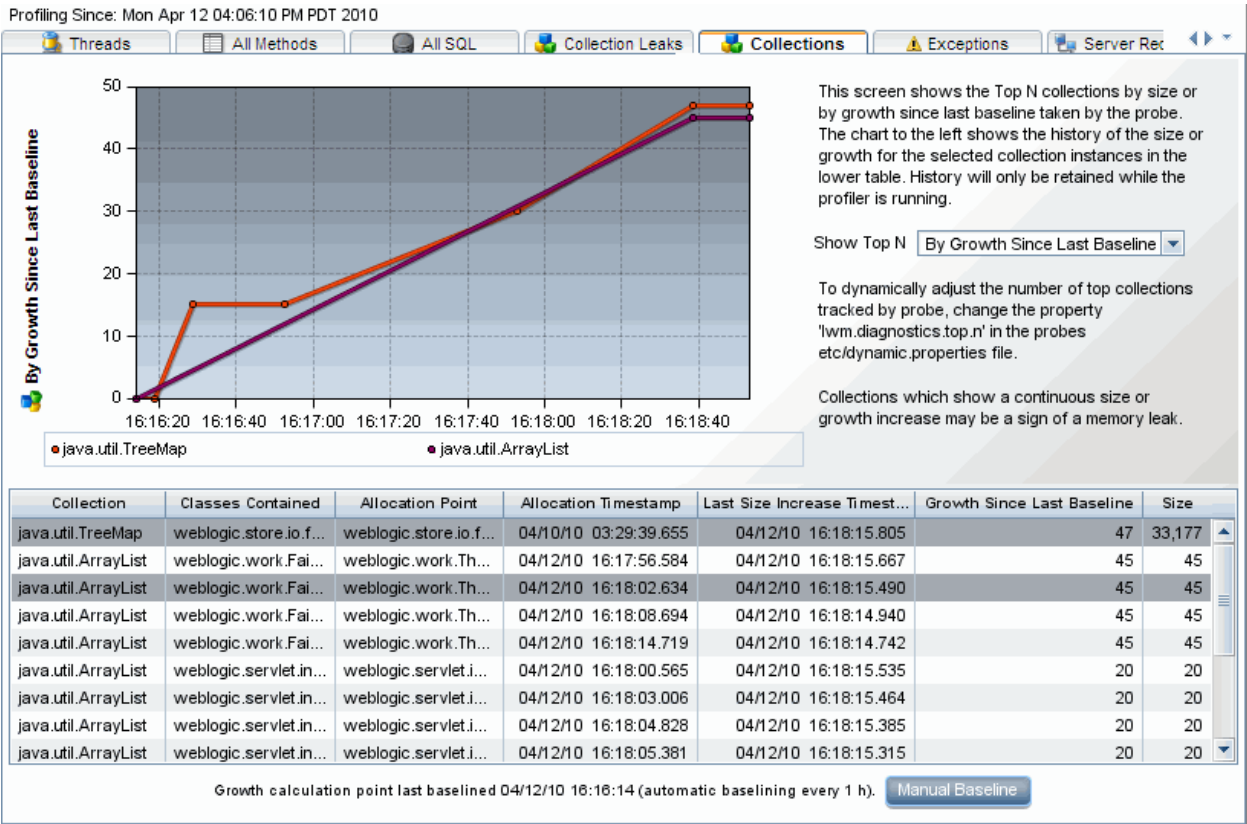 Profiling Since: Mon Apr 12 04:06:10 PM PDT 2010
Threads All Methods All SQL Collection Leaks Collections Exceptions Server Rec
By Growth Since Last Baseline
50
40
30
20
10
0
16:16:20 16:16:40 16:17:00 16:17:20 16:17:40 16:18:00 16:18:20 16:18:40
java.util.TreeMap java.util.ArrayList
This screen shows the Top N collections by size or
by growth since last baseline taken by the probe.
The chart to the left shows the history of the size or
growth for the selected collection instances in the
lower table. History will only be retained while the
profiler is running.
Show Top N By Growth Since Last Baseline
To dynamically adjust the number of top collections
tracked by probe, change the property
'lwm.diagnostics.top.n' in the probes
etc/dynamic.properties file.
Collections which show a continuous size or
growth increase may be a sign of a memory leak.
Collection Classes Contained Allocation Point Allocation Timestamp Last Size Increase Timest... Growth Since Last Baseline Size
java.util.TreeMap weblogic.store.io.f... weblogic.store.io.f... 04/10/10 03:29:39.655 04/12/10 16:18:15.805 47 33,177
java.util.ArrayList weblogic.work.Fai... weblogic.work.Th... 04/12/10 16:17:56.584 04/12/10 16:18:15.667 45 45
java.util.ArrayList weblogic.work.Fai... weblogic.work.Th... 04/12/10 16:18:02.634 04/12/10 16:18:15.490 45 45
java.util.ArrayList weblogic.work.Fai... weblogic.work.Th... 04/12/10 16:18:08.694 04/12/10 16:18:14.940 45 45
java.util.ArrayList weblogic.work.Fai... weblogic.work.Th... 04/12/10 16:18:14.719 04/12/10 16:18:14.742 45 45
java.util.ArrayList weblogic.servlet.in... weblogic.servlet.i... 04/12/10 16:18:00.565 04/12/10 16:18:15.535 20 20
java.util.ArrayList weblogic.servlet.in... weblogic.servlet.i... 04/12/10 16:18:03.006 04/12/10 16:18:15.464 20 20
java.util.ArrayList weblogic.servlet.in... weblogic.servlet.i... 04/12/10 16:18:04.828 04/12/10 16:18:15.385 20 20
java.util.ArrayList weblogic.servlet.in... weblogic.servlet.i... 04/12/10 16:18:05.381 04/12/10 16:18:15.315 20 20
Growth calculation point last baselined 04/12/10 16:16:14 (automatic baselining every 1 h). Manual Baseline